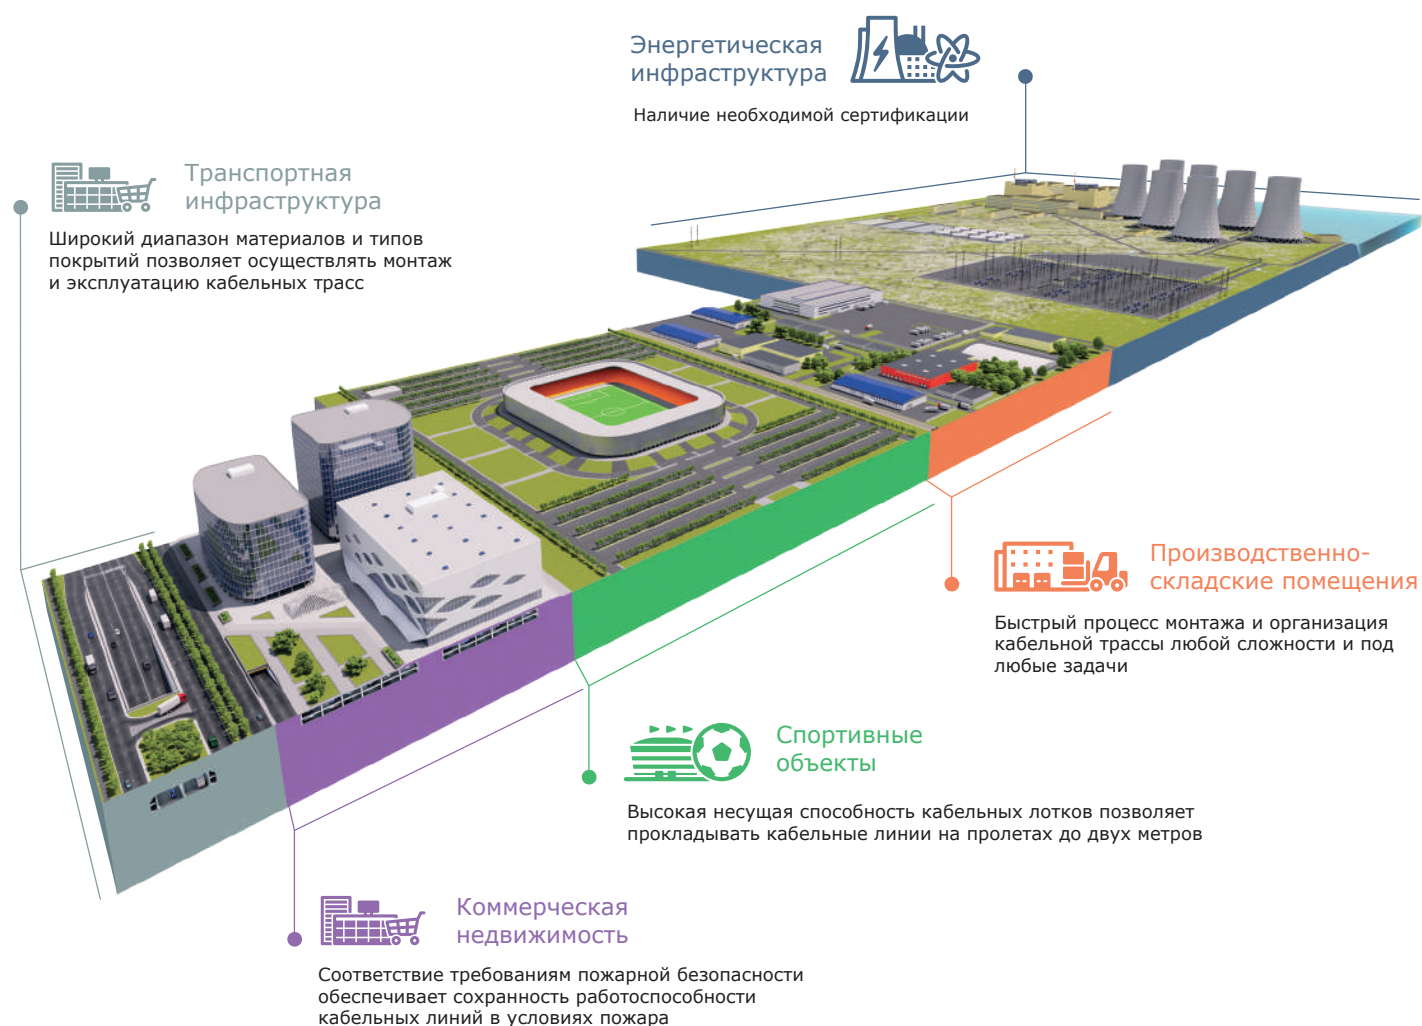 Энергетическая
инфраструктура
Наличие необходимой сертификации
Транспортная
инфраструктура
Широкий диапазон материалов и типов
покрытий позволяет осуществлять монтаж
и эксплуатацию кабельных трасс
Производственно-
складские помещения
Быстрый процесс монтажа и организация
кабельной трассы любой сложности и под
любые задачи
Спортивные
объекты
Высокая несущая способность кабельных лотков позволяет
прокладывать кабельные линии на пролетах до двух метров
Коммерческая
недвижимость
Соответствие требованиям пожарной безопасности
обеспечивает сохранность работоспособности
кабельных линий в условиях пожара